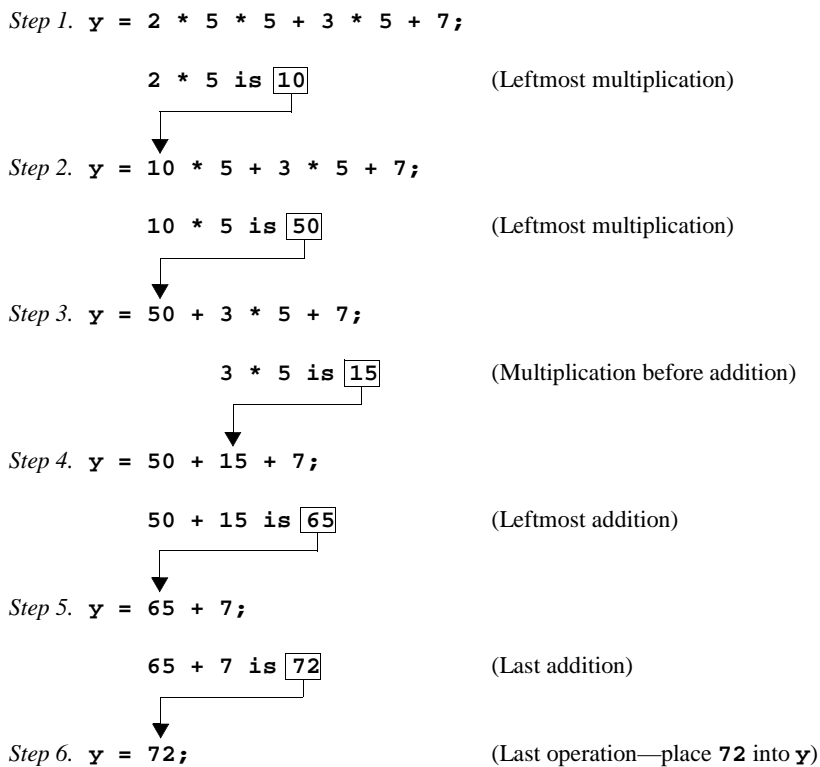 Step 1. y = 2 * 5 * 5 + 3 * 5 + 7;
2 * 5 is 10 (Leftmost multiplication)
Step 2. y = 10 * 5 + 3 * 5 + 7;
10 * 5 is 50 (Leftmost multiplication)
Step 3. y = 50 + 3 * 5 + 7;
3 * 5 is 15 (Multiplication before addition)
Step 4. y = 50 + 15 + 7;
50 + 15 is 65 (Leftmost addition)
Step 5. y = 65 + 7;
65 + 7 is 72 (Last addition)
Step 6. y = 72; (Last operation—place 72 into y)